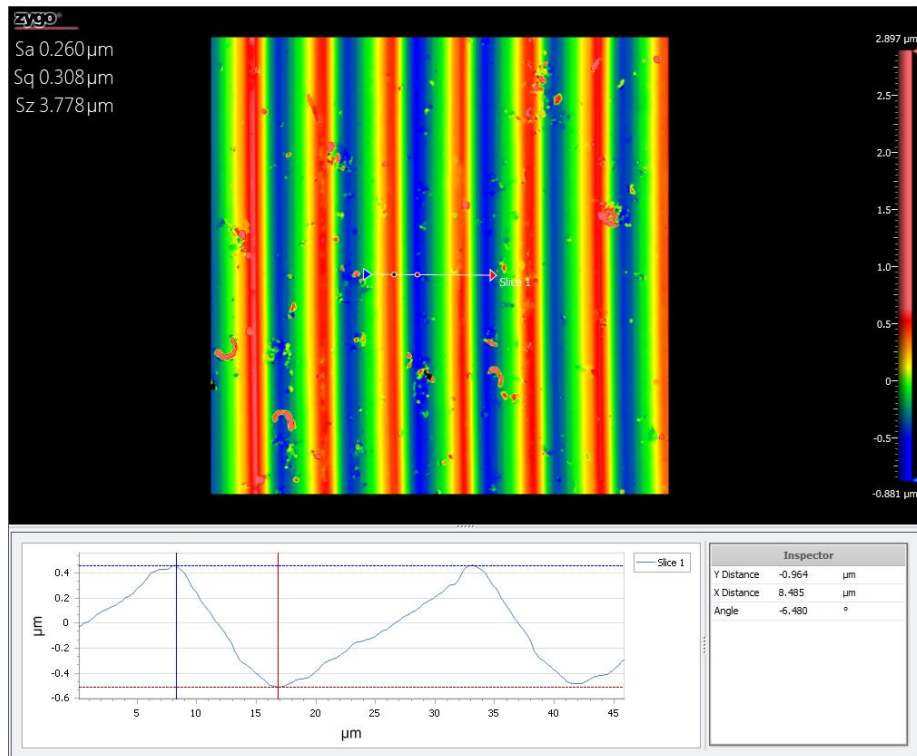 zygo
Sa 0.260 µm
Sq 0.308 µm
Sz 3.778 µm
2.897 µm
2.5
2.0
1.5
1.0
0.5
0
-0.5
-0.881 µm
Slice 1
0.4
0.2
0
-0.2
-0.4
-0.6
µm
5
10
15
20
25
30
35
40
45
µm
Slice 1
Inspector
Y Distance -0.964 µm
X Distance 8.485 µm
Angle -6.480 °